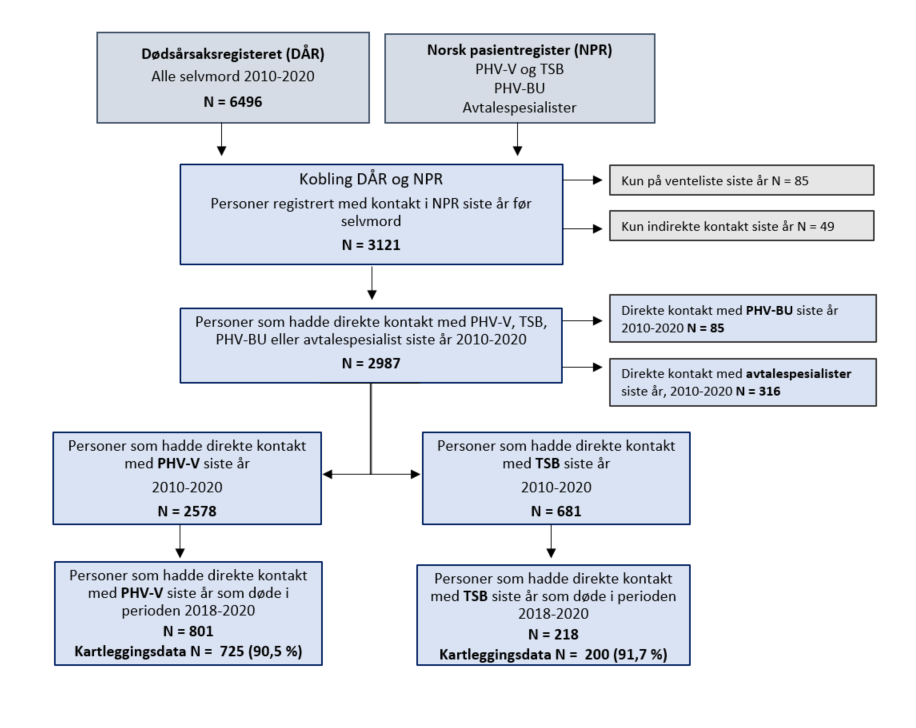 Dødsårsaksregisteret (DÅR)
Alle selvmord 2010-2020
N = 6496
Norsk pasientregister (NPR)
PHV-V og TSB
PHV-BU
Avtalespesialister
Kobling DÅR og NPR
Personer registrert med kontakt i NPR siste år før
selvmord
N = 3121
Kun på venteliste siste år N = 85
Kun indirekte kontakt siste år N = 49
Personer som hadde direkte kontakt med PHV-V, TSB,
PHV-BU eller avtalespesialist siste år 2010-2020
N = 2987
Direkte kontakt med PHV-BU siste år
2010-2020 N = 85
Direkte kontakt med avtalespesialister
siste år, 2010-2020 N = 316
Personer som hadde direkte kontakt
med PHV-V siste år
2010-2020
N = 2578
Personer som hadde direkte kontakt
med TSB siste år
2010-2020
N = 681
Personer som hadde direkte kontakt
med PHV-V siste år som døde i
perioden 2018-2020
N = 801
Kartleggingsdata N = 725 (90,5 %)
Personer som hadde direkte kontakt
med TSB siste år som døde i perioden
2018-2020
N = 218
Kartleggingsdata N = 200 (91,7 %)